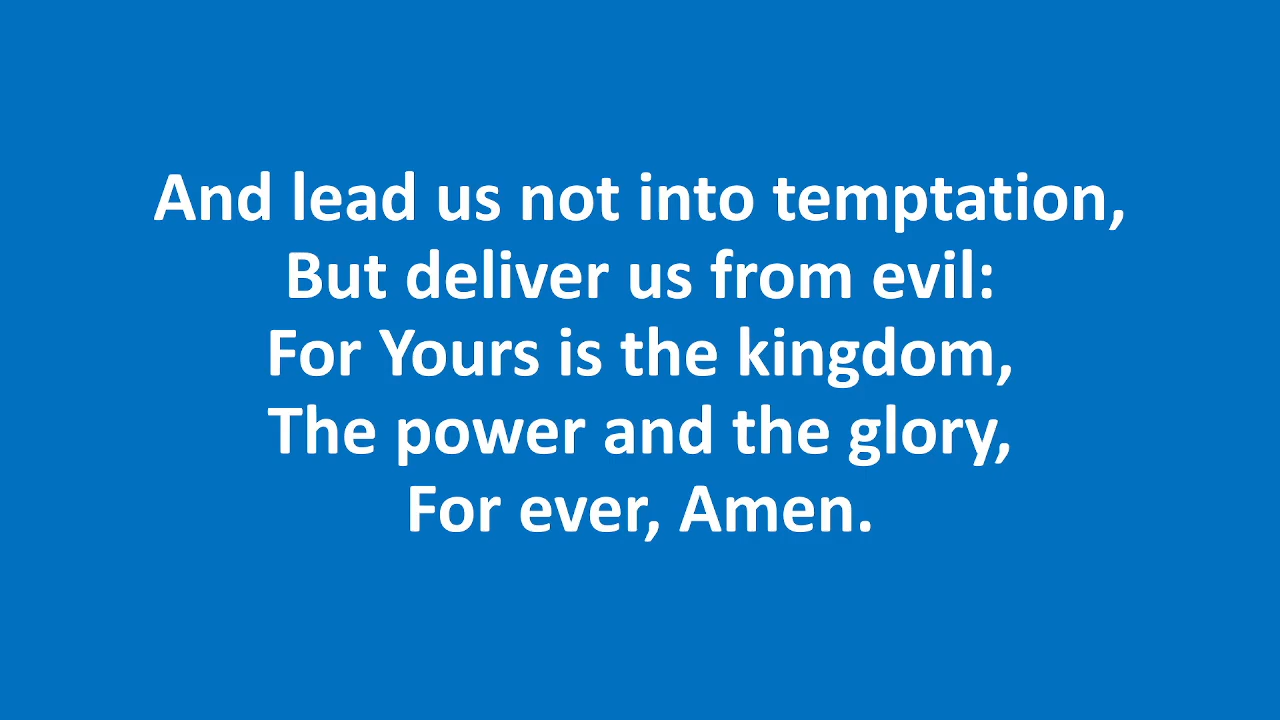 And lead us not into temptation,
But deliver us from evil:
For Yours is the kingdom,
The power and the glory,
For ever, Amen.